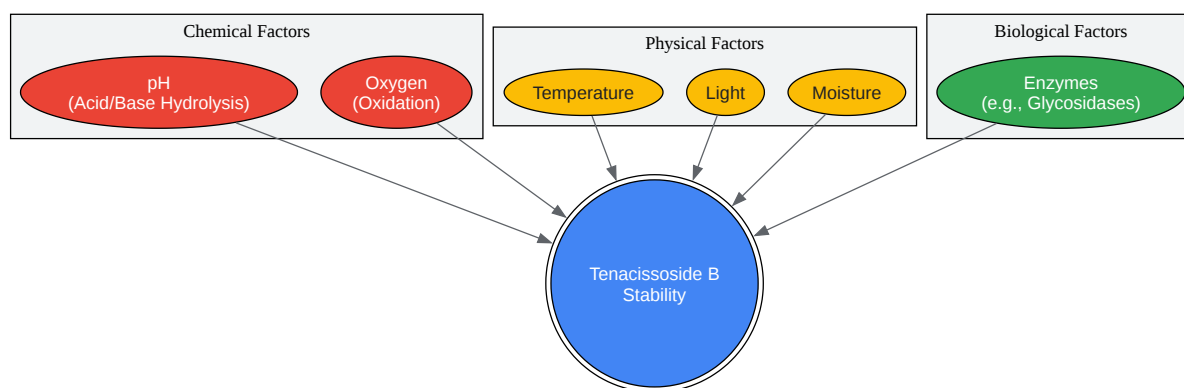 Chemical Factors
pH
(Acid/Base Hydrolysis)
Oxygen
(Oxidation)
Physical Factors
Temperature
Light
Moisture
Biological Factors
Enzymes
(e.g., Glycosidases)
Tenacissoside B
Stability